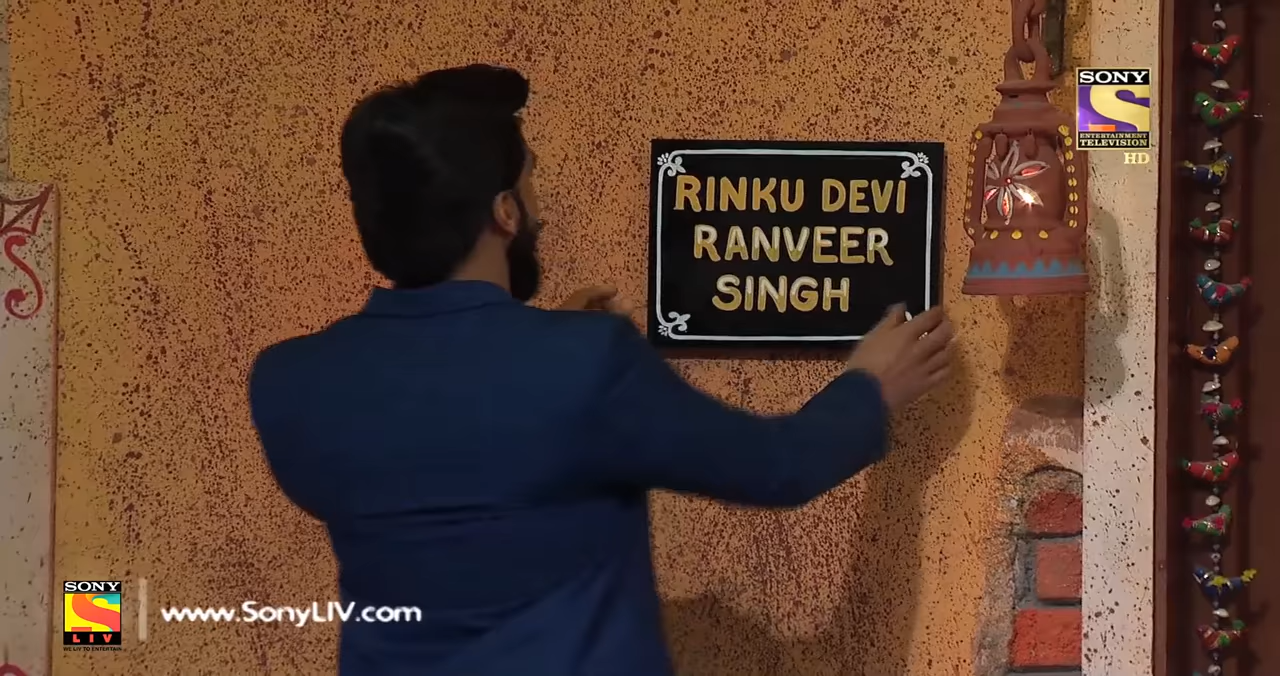 SONY
ENTERTAINMENT
TELEVISION
HD
RINKU DEVI
RANVEER
SINGH
SONY
LIV
WE LIV TO ENTERTAIN
www.SonyLIV.com